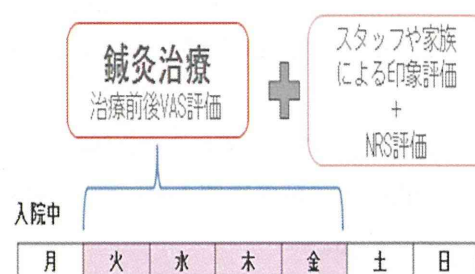 鍼灸治療
治療前後VAS評価
スタッフや家族
による印象評価
+
NRS評価
入院中
月 火 水 木 金 土 日